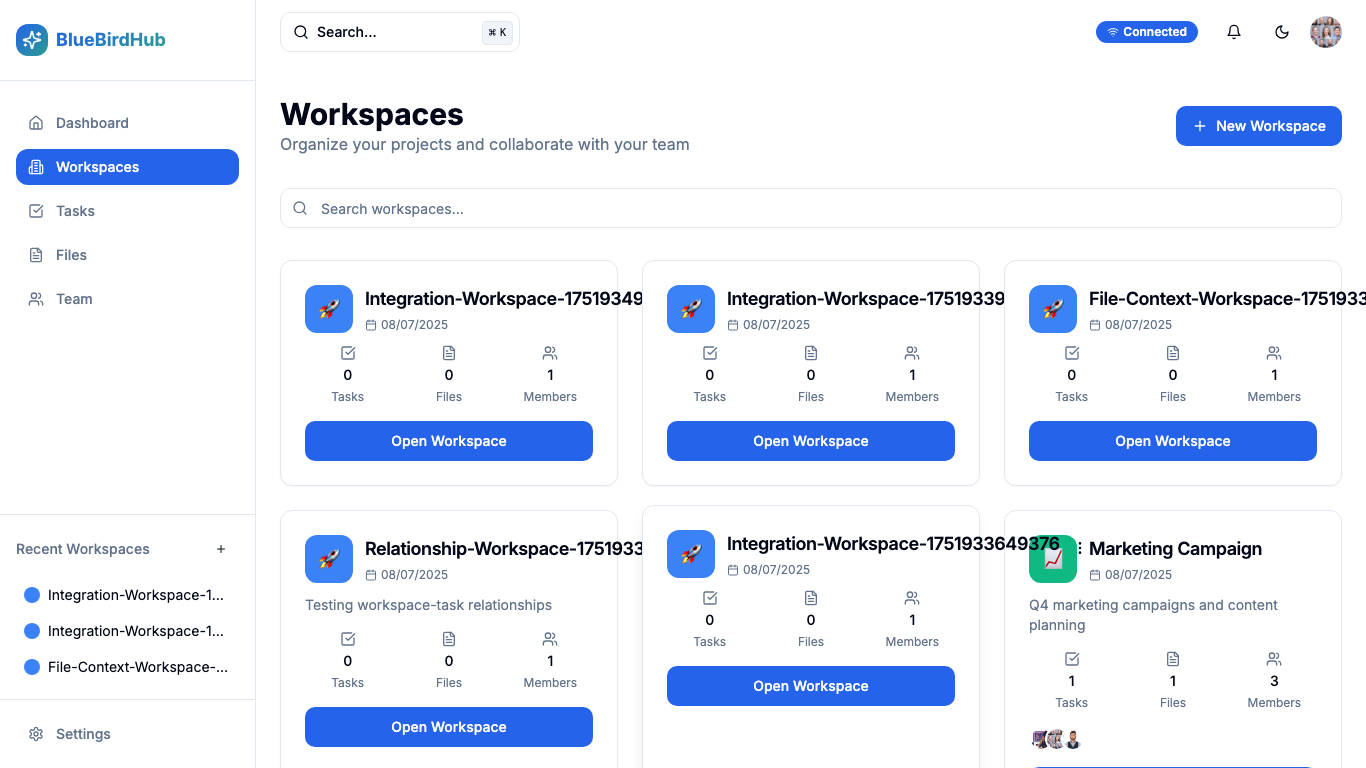 BlueBirdHub
Search...
⌘ K
Connected
Dashboard
Workspaces
Tasks
Files
Team
Recent Workspaces
+
Integration-Workspace-1...
Integration-Workspace-1...
File-Context-Workspace-...
Settings
Workspaces
Organize your projects and collaborate with your team
New Workspace
Search workspaces...
Integration-Workspace-17519349
08/07/2025
0
Tasks
0
Files
1
Members
Open Workspace
Integration-Workspace-17519339
08/07/2025
0
Tasks
0
Files
1
Members
Open Workspace
File-Context-Workspace-175193
08/07/2025
0
Tasks
0
Files
1
Members
Open Workspace
Relationship-Workspace-1751933
08/07/2025
Testing workspace-task relationships
0
Tasks
0
Files
1
Members
Open Workspace
Integration-Workspace-1751933649376
08/07/2025
0
Tasks
0
Files
1
Members
Open Workspace
Marketing Campaign
08/07/2025
Q4 marketing campaigns and content
planning
1
Tasks
1
Files
3
Members